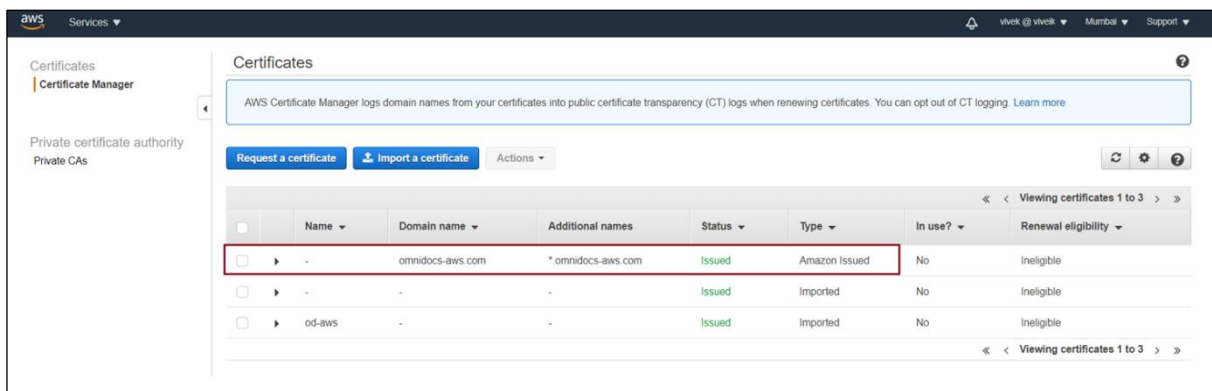 aws Services vivek @ viveik Mumbai Support
Certificates
Certificate Manager
Private certificate authority
Private CAs
Certificates
AWS Certificate Manager logs domain names from your certificates into public certificate transparency (CT) logs when renewing certificates. You can opt out of CT logging. Learn more
Request a certificate Import a certificate Actions
« < Viewing certificates 1 to 3 > »
Name Domain name Additional names Status Type In use? Renewal eligibility
- omnidocs-aws.com *.omnidocs-aws.com Issued Amazon Issued No Ineligible
- - - Issued Imported No Ineligible
od-aws - - Issued Imported No Ineligible
« < Viewing certificates 1 to 3 > »